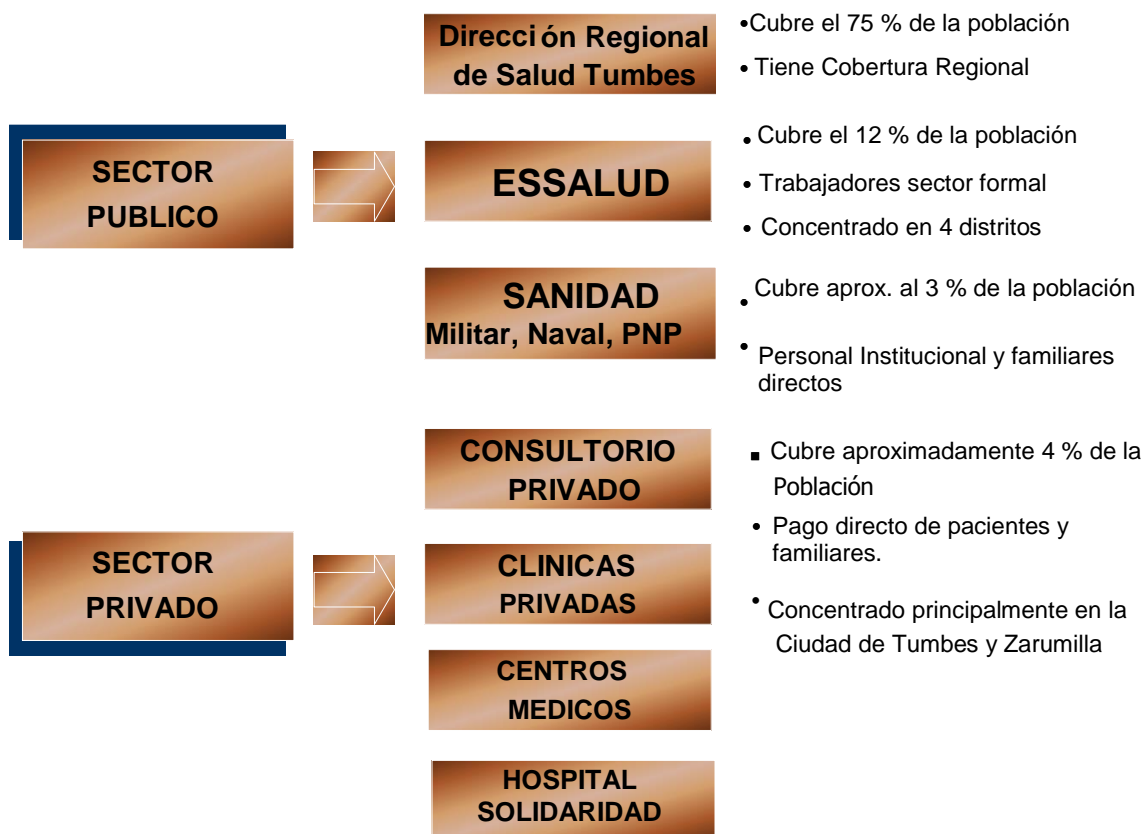 SECTOR
PUBLICO
Dirección Regional
de Salud Tumbes
•Cubre el 75 % de la población
• Tiene Cobertura Regional
ESSALUD
• Cubre el 12 % de la población
• Trabajadores sector formal
• Concentrado en 4 distritos
SANIDAD
Militar, Naval, PNP
• Cubre aprox. al 3 % de la población
• Personal Institucional y familiares
directos
SECTOR
PRIVADO
CONSULTORIO
PRIVADO
CLINICAS
PRIVADAS
CENTROS
MEDICOS
HOSPITAL
SOLIDARIDAD
▪ Cubre aproximadamente 4 % de la
Población
• Pago directo de pacientes y
familiares.
• Concentrado principalmente en la
Ciudad de Tumbes y Zarumilla